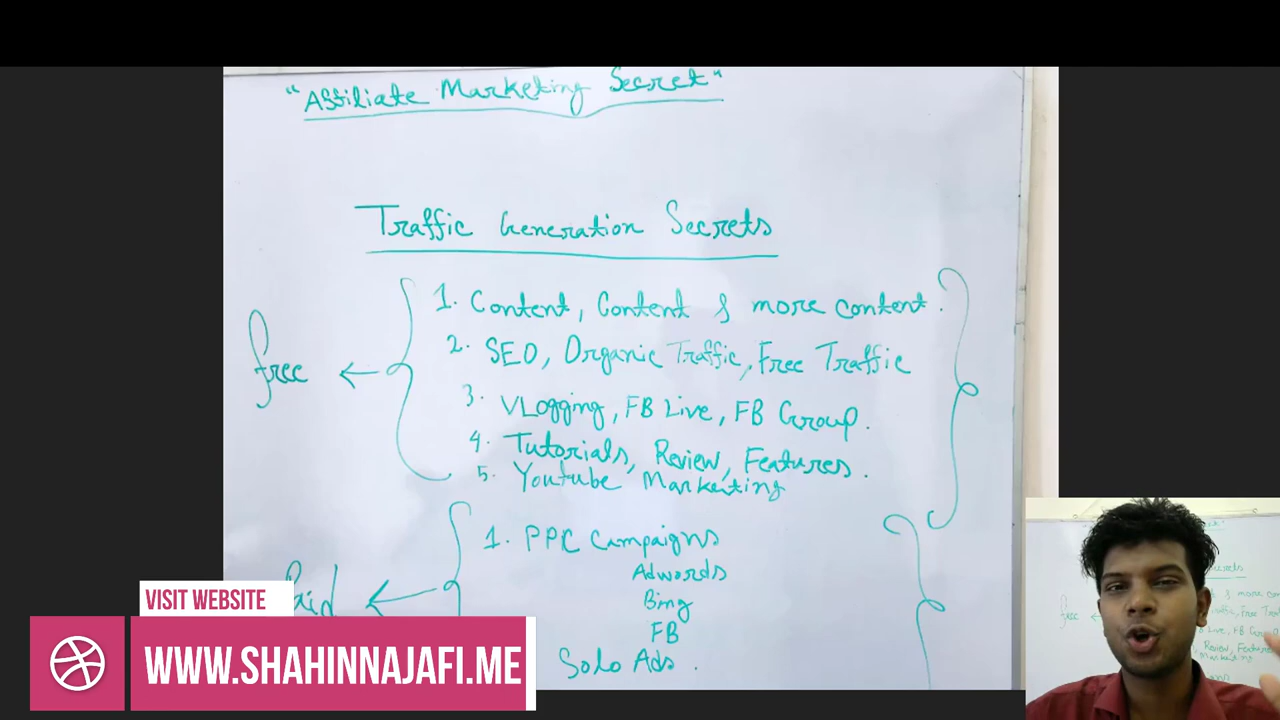 "Affiliate Marketing Secret"
Traffic Generation Secrets
free
1. Content, Content & more content.
2. SEO, Organic Traffic, Free Traffic
3. VLogging, FB Live, FB Group.
4. Tutorials, Review, Features.
5. Youtube Marketing
Paid
1. PPC Campaigns
Adwords
Bing
FB
Solo Ads.
VISIT WEBSITE
WWW.SHAHINNAJAFI.ME